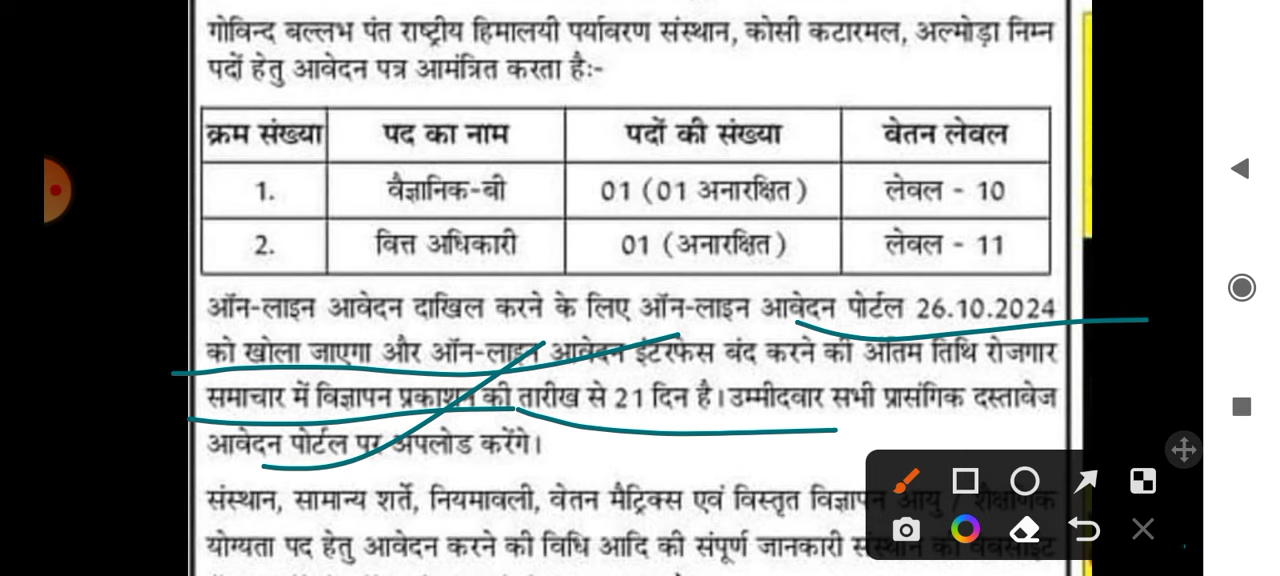 गोविन्द बल्लभ पंत राष्ट्रीय हिमालयी पर्यावरण संस्थान, कोसी कटारमल, अल्मोड़ा निम्न
पदों हेतु आवेदन पत्र आमंत्रित करता हैः-
क्रम संख्या पद का नाम पदों की संख्या वेतन लेवल
1. वैज्ञानिक-बी 01 (01 अनारक्षित) लेवल - 10
2. वित्त अधिकारी 01 (अनारक्षित) लेवल - 11
ऑन-लाइन आवेदन दाखिल करने के लिए ऑन-लाइन आवेदन पोर्टल 26.10.2024
को खोला जाएगा और ऑन-लाइन आवेदन इंटरफेस बंद करने की अंतिम तिथि रोजगार
समाचार में विज्ञापन प्रकाशन की तारीख से 21 दिन है। उम्मीदवार सभी प्रासंगिक दस्तावेज
आवेदन पोर्टल पर अपलोड करेंगे।
संस्थान, सामान्य शर्ते, नियमावली, वेतन मैट्रिक्स एवं विस्तृत विज्ञापन आयु / शैक्षणिक
योग्यता पद हेतु आवेदन करने की विधि आदि की संपूर्ण जानकारी संस्थान की वेबसाइट